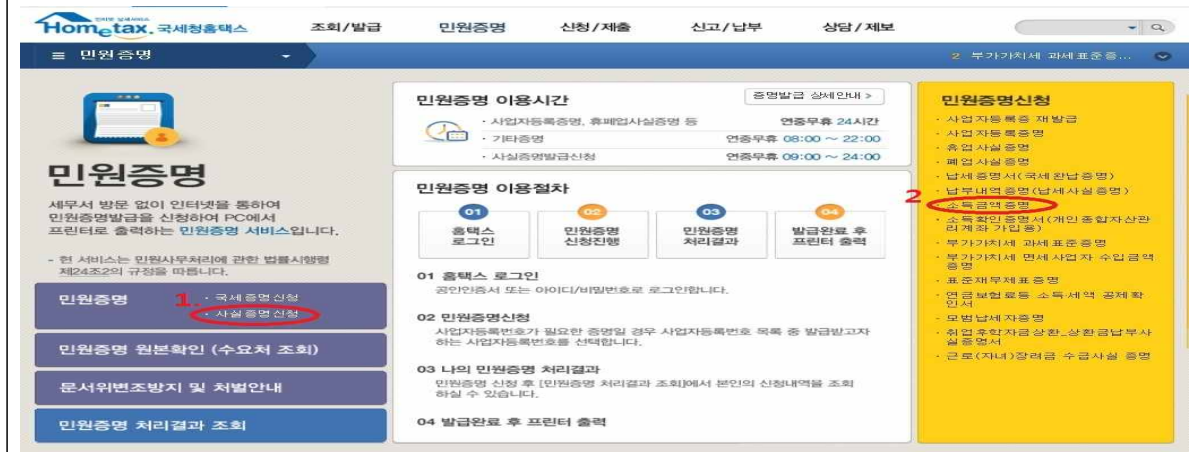 인터넷 납세서비스
Hometax. 국세청홈택스
조회/발급
민원증명
신청/제출
신고/납부
상담/제보
민원증명
2 부가가치세 과세표준증...
민원증명
세무서 방문 없이 인터넷을 통하여
민원증명발급을 신청하여 PC에서
프린터로 출력하는 민원증명 서비스입니다.
- 현 서비스는 민원사무처리에 관한 법률시행령
제24조2의 규정을 따릅니다.
민원증명
1.
· 국세증명신청
· 사실증명신청
민원증명 원본확인 (수요처 조회)
문서위변조방지 및 처벌안내
민원증명 처리결과 조회
민원증명 이용시간
증명발급 상세안내 >
· 사업자등록증명, 휴폐업사실증명 등 연중무휴 24시간
· 기타증명 연중무휴 08:00 ~ 22:00
· 사실증명발급신청 연중무휴 09:00 ~ 24:00
민원증명 이용절차
01
홈택스
로그인
02
민원증명
신청진행
03
민원증명
처리결과
04
발급완료 후
프린터 출력
01 홈택스 로그인
공인인증서 또는 아이디/비밀번호로 로그인합니다.
02 민원증명신청
사업자등록번호가 필요한 증명일 경우 사업자등록번호 목록 중 발급받고자
하는 사업자등록번호를 선택합니다.
03 나의 민원증명 처리결과
민원증명 신청 후 [민원증명 처리결과 조회]에서 본인의 신청내역을 조회
하실 수 있습니다.
04 발급완료 후 프린터 출력
민원증명신청
· 사업자등록증 재발급
· 사업자등록증명
· 휴업사실증명
· 폐업사실증명
· 납세증명서(국세완납증명)
· 납부내역증명(납세사실증명)
2
· 소득금액증명
· 소득확인증명서(개인종합자산관
리계좌 가입용)
· 부가가치세 과세표준증명
· 부가가치세 면세사업자 수입금액
증명
· 표준재무제표증명
· 연금보험료등 소득·세액 공제확
인서
· 모범납세자증명
· 취업후학자금상환_상환금납부사
실증명서
· 근로(자녀)장려금 수급사실 증명